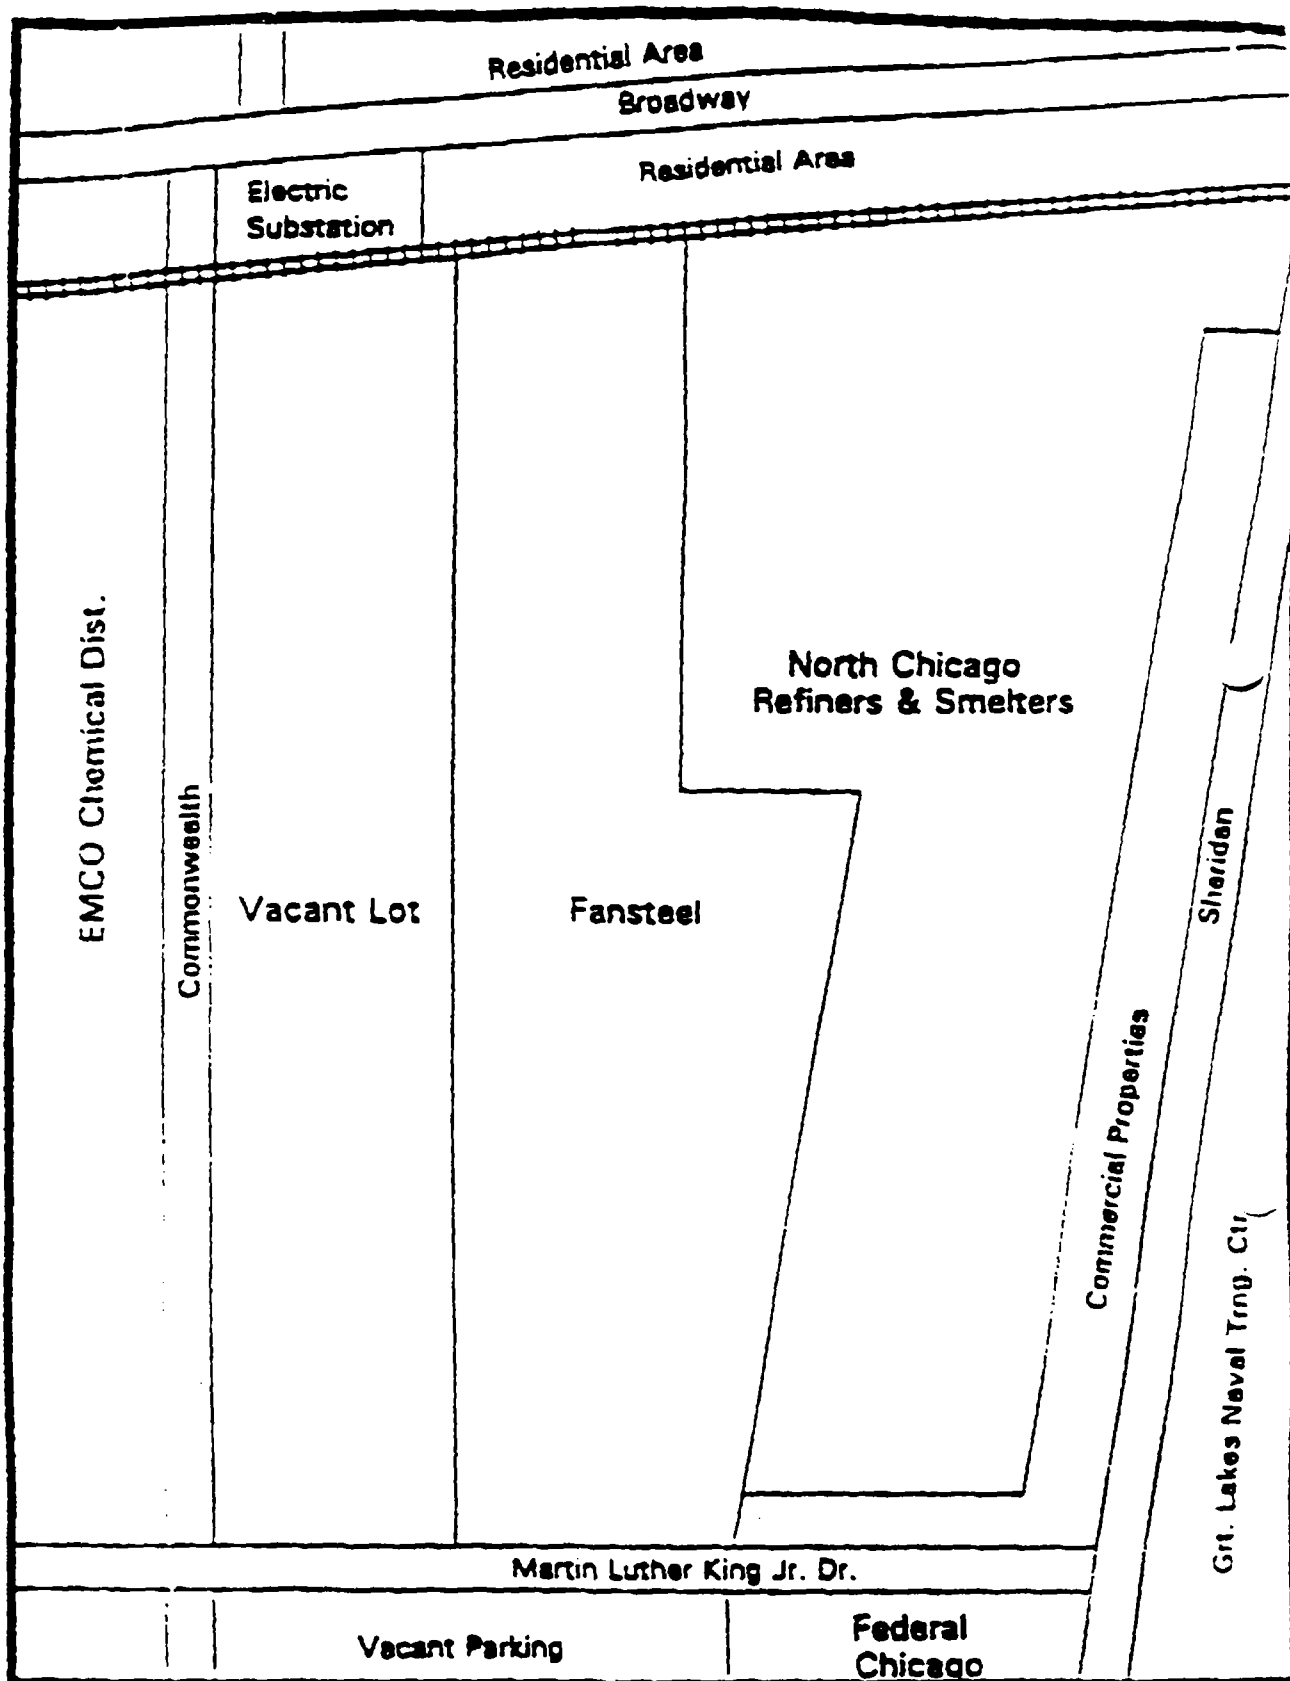 Residential Area
Broadway
Residential Area
Electric
Substation
EMCO Chemical Dist.
Commonwealth
Vacant Lot
Fansteel
North Chicago
Refiners & Smelters
Sheridan
Commercial Properties
Grt. Lakes Naval Trng. Ctr
Martin Luther King Jr. Dr.
Vacant Parking
Federal
Chicago